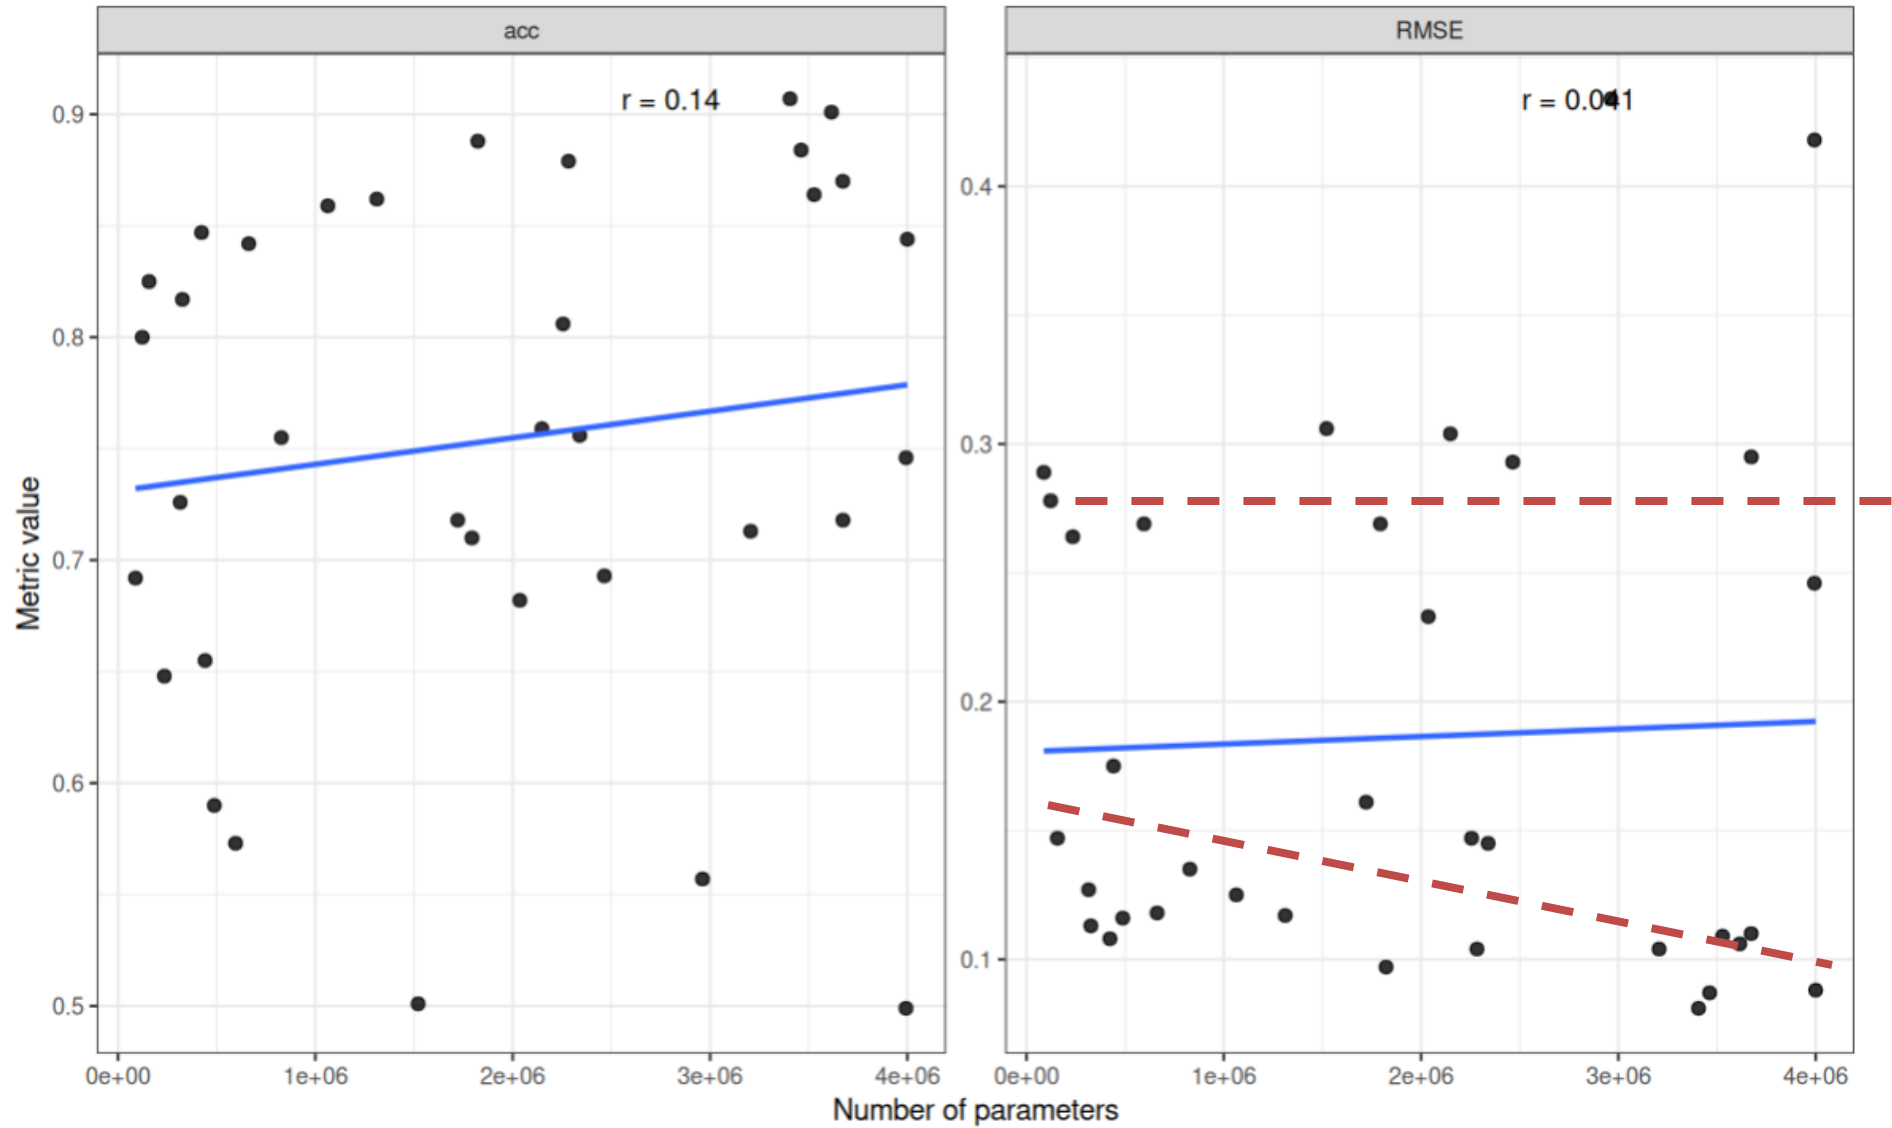 acc
RMSE
r = 0.14
r = 0.041
Metric value
0.9
0.8
0.7
0.6
0.5
0.4
0.3
0.2
0.1
0e+00
1e+06
2e+06
3e+06
4e+06
0e+00
1e+06
2e+06
3e+06
4e+06
Number of parameters